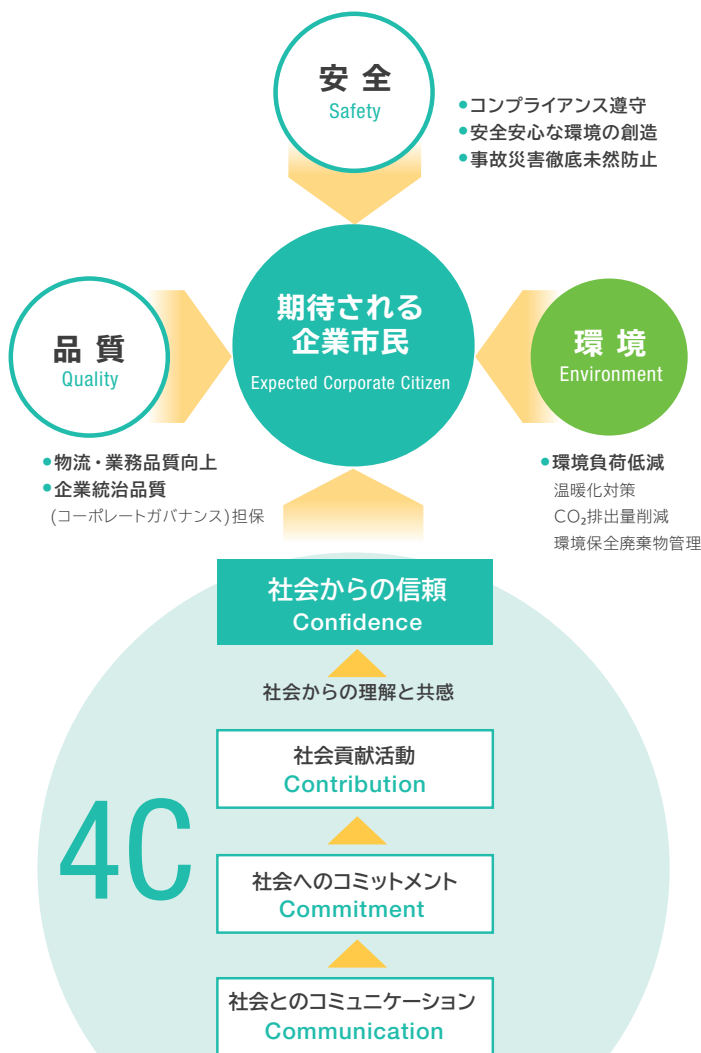 安全
Safety
•コンプライアンス遵守
•安全安心な環境の創造
•事故災害徹底未然防止
期待される
企業市民
Expected Corporate Citizen
品質
Quality
環境
Environment
•物流・業務品質向上
•企業統治品質
(コーポレートガバナンス)担保
•環境負荷低減
温暖化対策
CO₂排出量削減
環境保全廃棄物管理
社会からの信頼
Confidence
社会からの理解と共感
社会貢献活動
Contribution
4C
社会へのコミットメント
Commitment
社会とのコミュニケーション
Communication